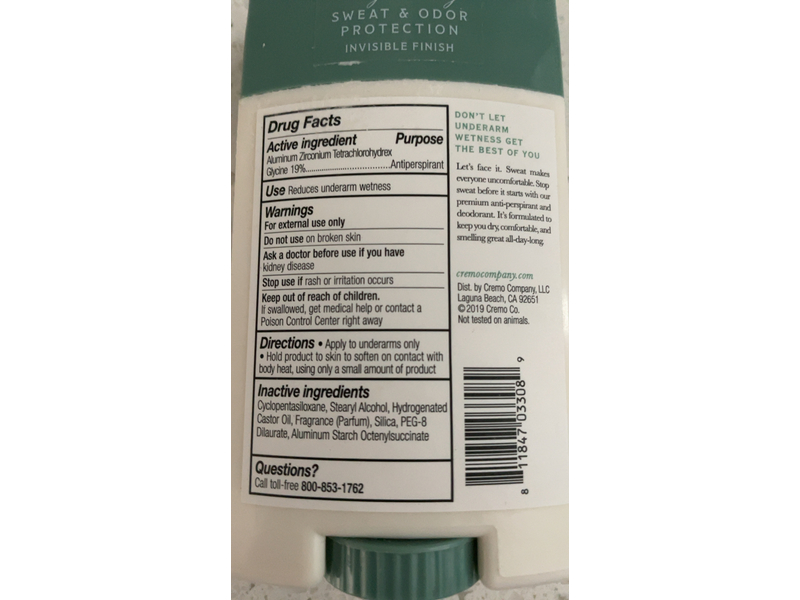 SWEAT & ODOR
PROTECTION
INVISIBLE FINISH
Drug Facts
Active ingredient Purpose
Aluminum Zirconium Tetrachlorohydrex
Glycine 19%..............................Antiperspirant
Use Reduces underarm wetness
Warnings
For external use only
Do not use on broken skin
Ask a doctor before use if you have
kidney disease
Stop use if rash or irritation occurs
Keep out of reach of children.
If swallowed, get medical help or contact a
Poison Control Center right away
Directions • Apply to underarms only
• Hold product to skin to soften on contact with
body heat, using only a small amount of product
Inactive ingredients
Cyclopentasiloxane, Stearyl Alcohol, Hydrogenated
Castor Oil, Fragrance (Parfum), Silica, PEG-8
Dilaurate, Aluminum Starch Octenylsuccinate
Questions?
Call toll-free 800-853-1762
DON'T LET
UNDERARM
WETNESS GET
THE BEST OF YOU
Let's face it. Sweat makes
everyone uncomfortable. Stop
sweat before it starts with our
premium anti-perspirant and
deodorant. It's formulated to
keep you dry, comfortable, and
smelling great all-day-long.
cremocompany.com
Dist. by Cremo Company, LLC
Laguna Beach, CA 92651
©2019 Cremo Co.
Not tested on animals.
8 11847 03308 9